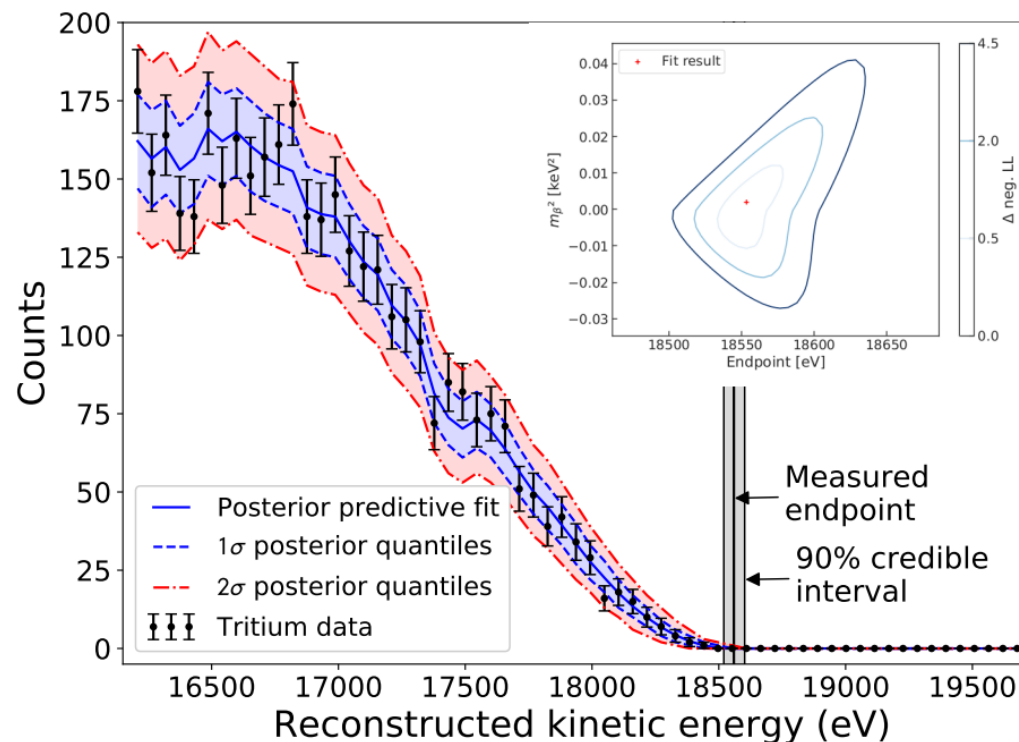 200
175
150
125
100
75
50
25
0
Counts
16500 17000 17500 18000 18500 19000 19500
Reconstructed kinetic energy (eV)
Posterior predictive fit
1σ posterior quantiles
2σ posterior quantiles
Tritium data
Measured
endpoint
90% credible
interval
Fit result
0.04
0.03
0.02
0.01
0.00
−0.01
−0.02
−0.03
mᵦ² [keV²]
18500 18550 18600 18650
Endpoint [eV]
4.5
2.0
0.5
0.0
Δ neg. LL